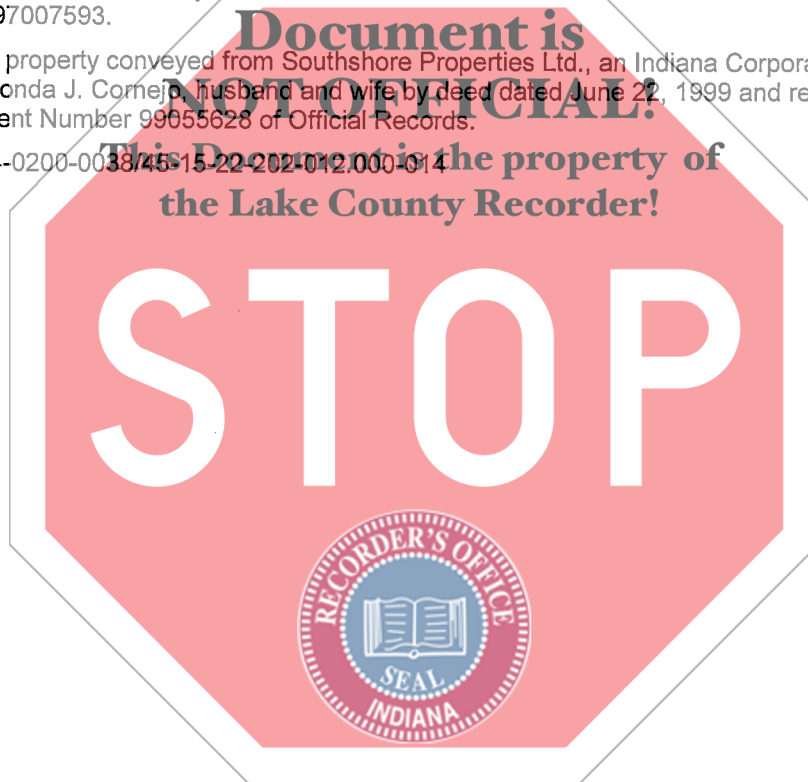 97007593.
Document is
property conveyed from Southshore Properties Ltd., an Indiana Corpora
onda J. Cornejo, husband and wife by deed dated June 22, 1999 and re
NOT OFFICIAL!
ent Number 99055628 of Official Records.
-0200-0038/45-15-22-202-012.000-014
This Document is the property of
the Lake County Recorder!
STOP
RECORDER'S OFFICE
SEAL
INDIANA